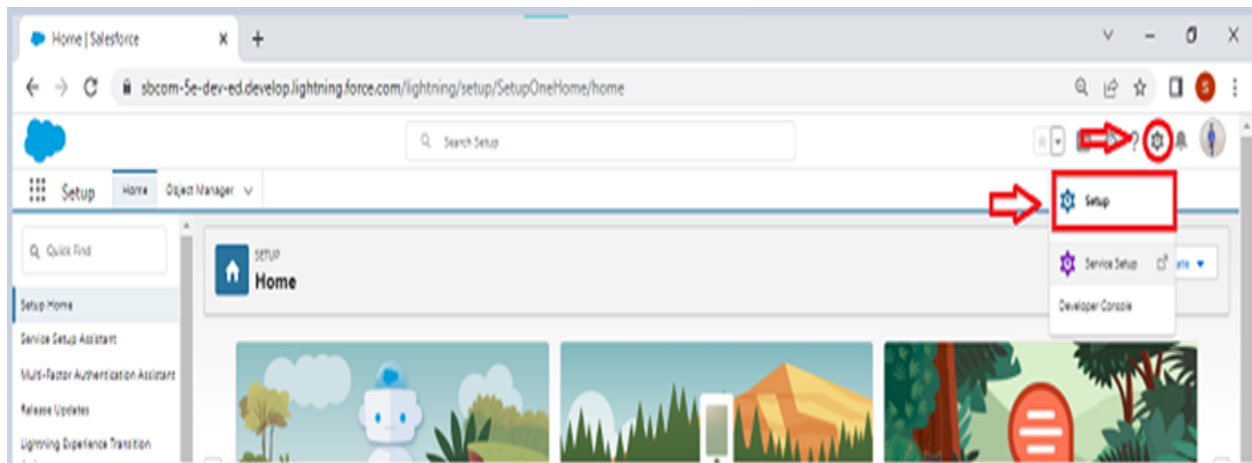 Home | Salesforce
sbcom-5e-dev-ed.develop.lightning.force.com/lightning/setup/SetupOneHome/home
S
Search Setup
?
Setup Home Object Manager
Setup
Quick Find
SETUP
Home
Service Setup
Developer Console
Setup Home
Service Setup Assistant
Multi-Factor Authentication Assistant
Release Updates
Lightning Experience Transition